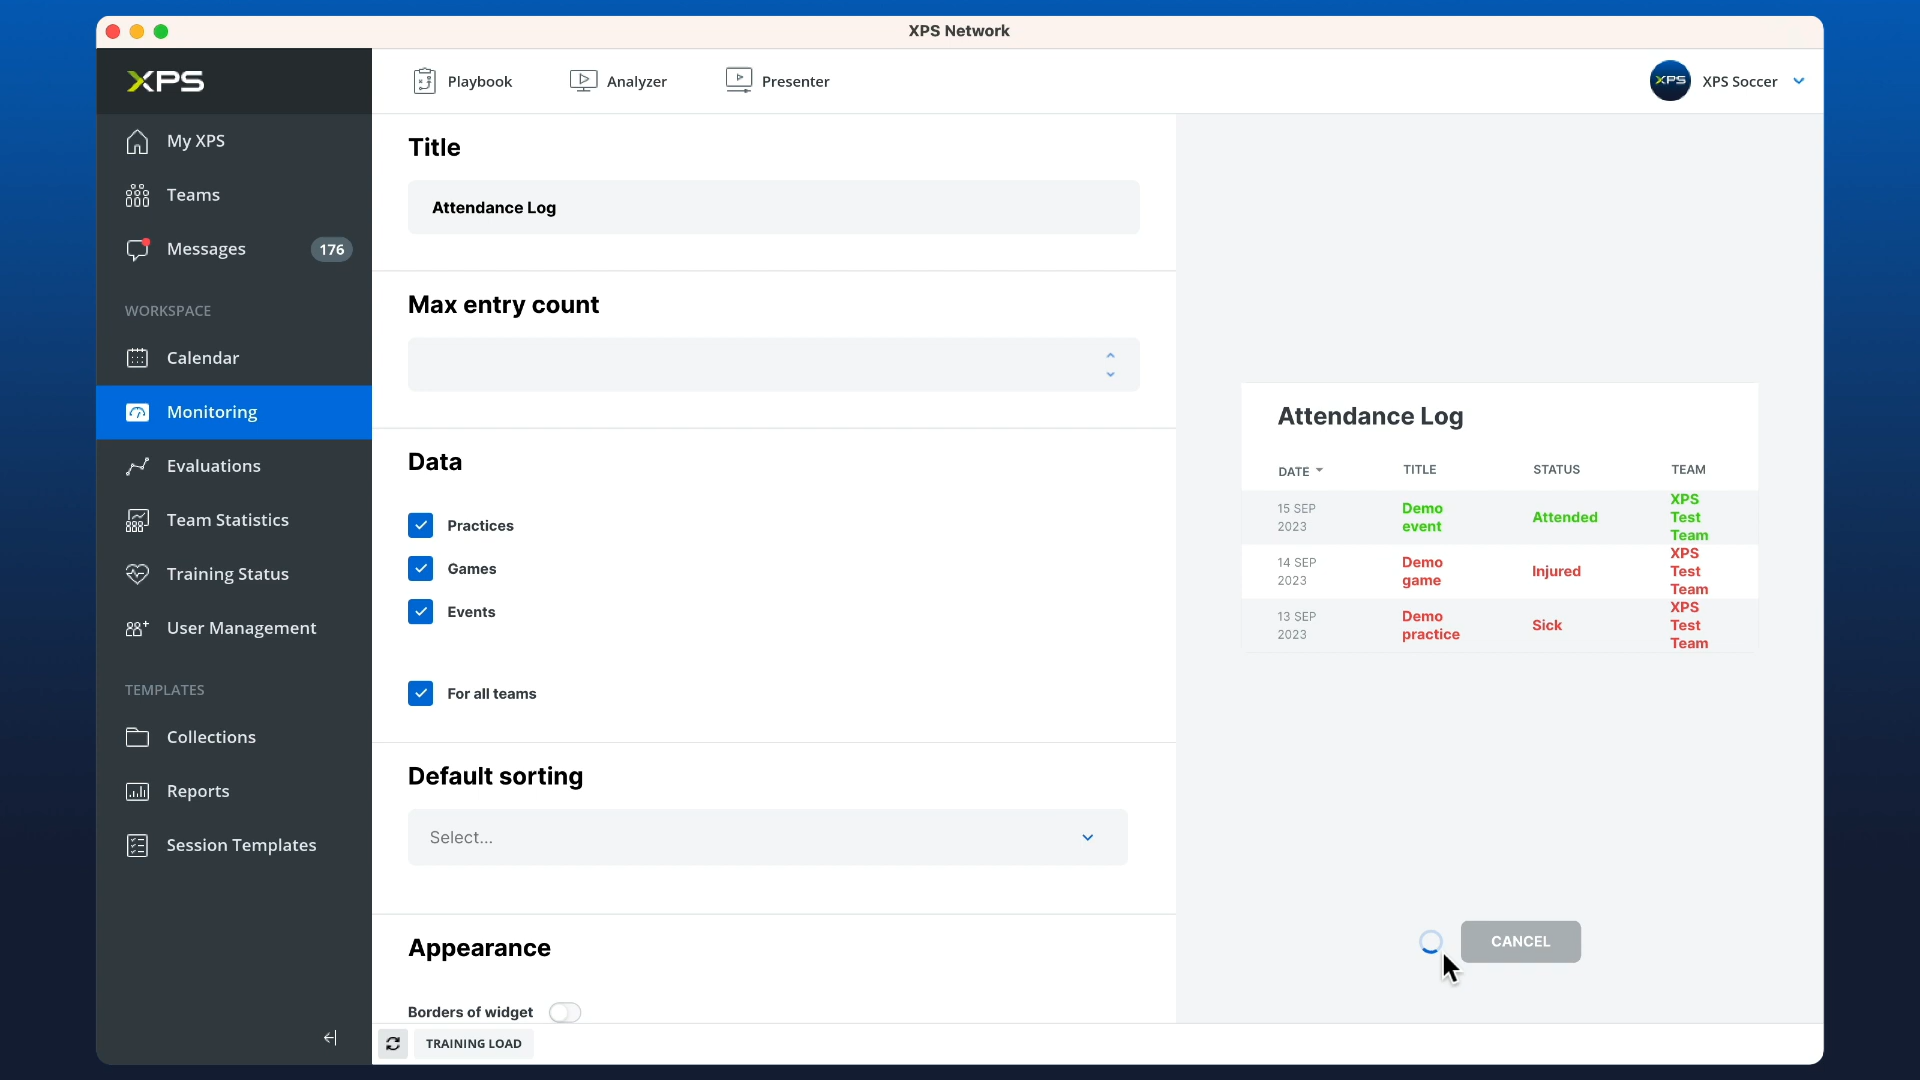 XPS Network
XPS
Playbook
Analyzer
Presenter
XPS
XPS Soccer
My XPS
Teams
Messages
176
WORKSPACE
Calendar
Monitoring
Evaluations
Team Statistics
Training Status
User Management
TEMPLATES
Collections
Reports
Session Templates
Title
Attendance Log
Max entry count
Data
Practices
Games
Events
For all teams
Default sorting
Select...
Appearance
Borders of widget
TRAINING LOAD
Attendance Log
DATE TITLE STATUS TEAM
15 SEP
2023
Demo
event
Attended
XPS
Test
Team
14 SEP
2023
Demo
game
Injured
XPS
Test
Team
13 SEP
2023
Demo
practice
Sick
XPS
Test
Team
CANCEL